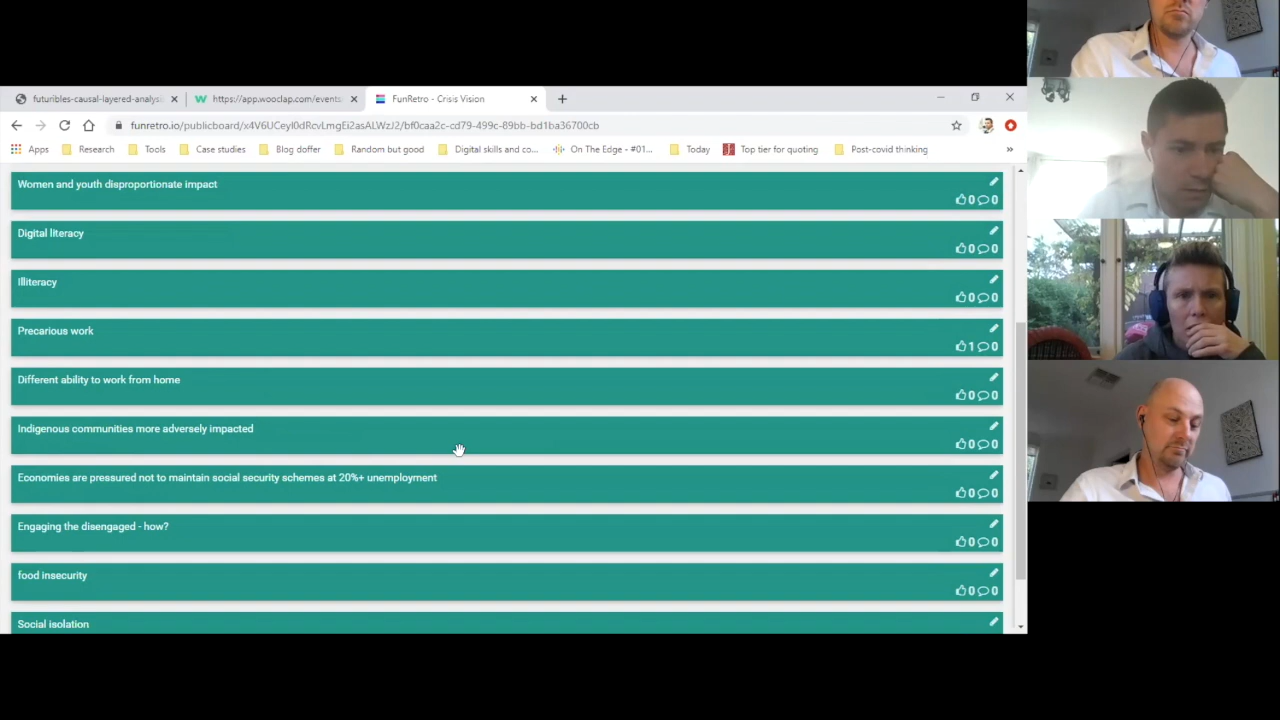 futuribles-causal-layered-analysi
https://app.wooclap.com/events
FunRetro - Crisis Vision
funretro.io/publicboard/x4V6UCeyI0dRcvLmgEi2asALWzJ2/bf0caa2c-cd79-499c-89bb-bd1ba36700cb
Apps Research Tools Case studies Blog doffer Random but good Digital skills and co... On The Edge - #01... Today Top tier for quoting Post-covid thinking »
Women and youth disproportionate impact
0 0
Digital literacy
0 0
Illiteracy
0 0
Precarious work
1 0
Different ability to work from home
0 0
Indigenous communities more adversely impacted
0 0
Economies are pressured not to maintain social security schemes at 20%+ unemployment
0 0
Engaging the disengaged - how?
0 0
food insecurity
0 0
Social isolation